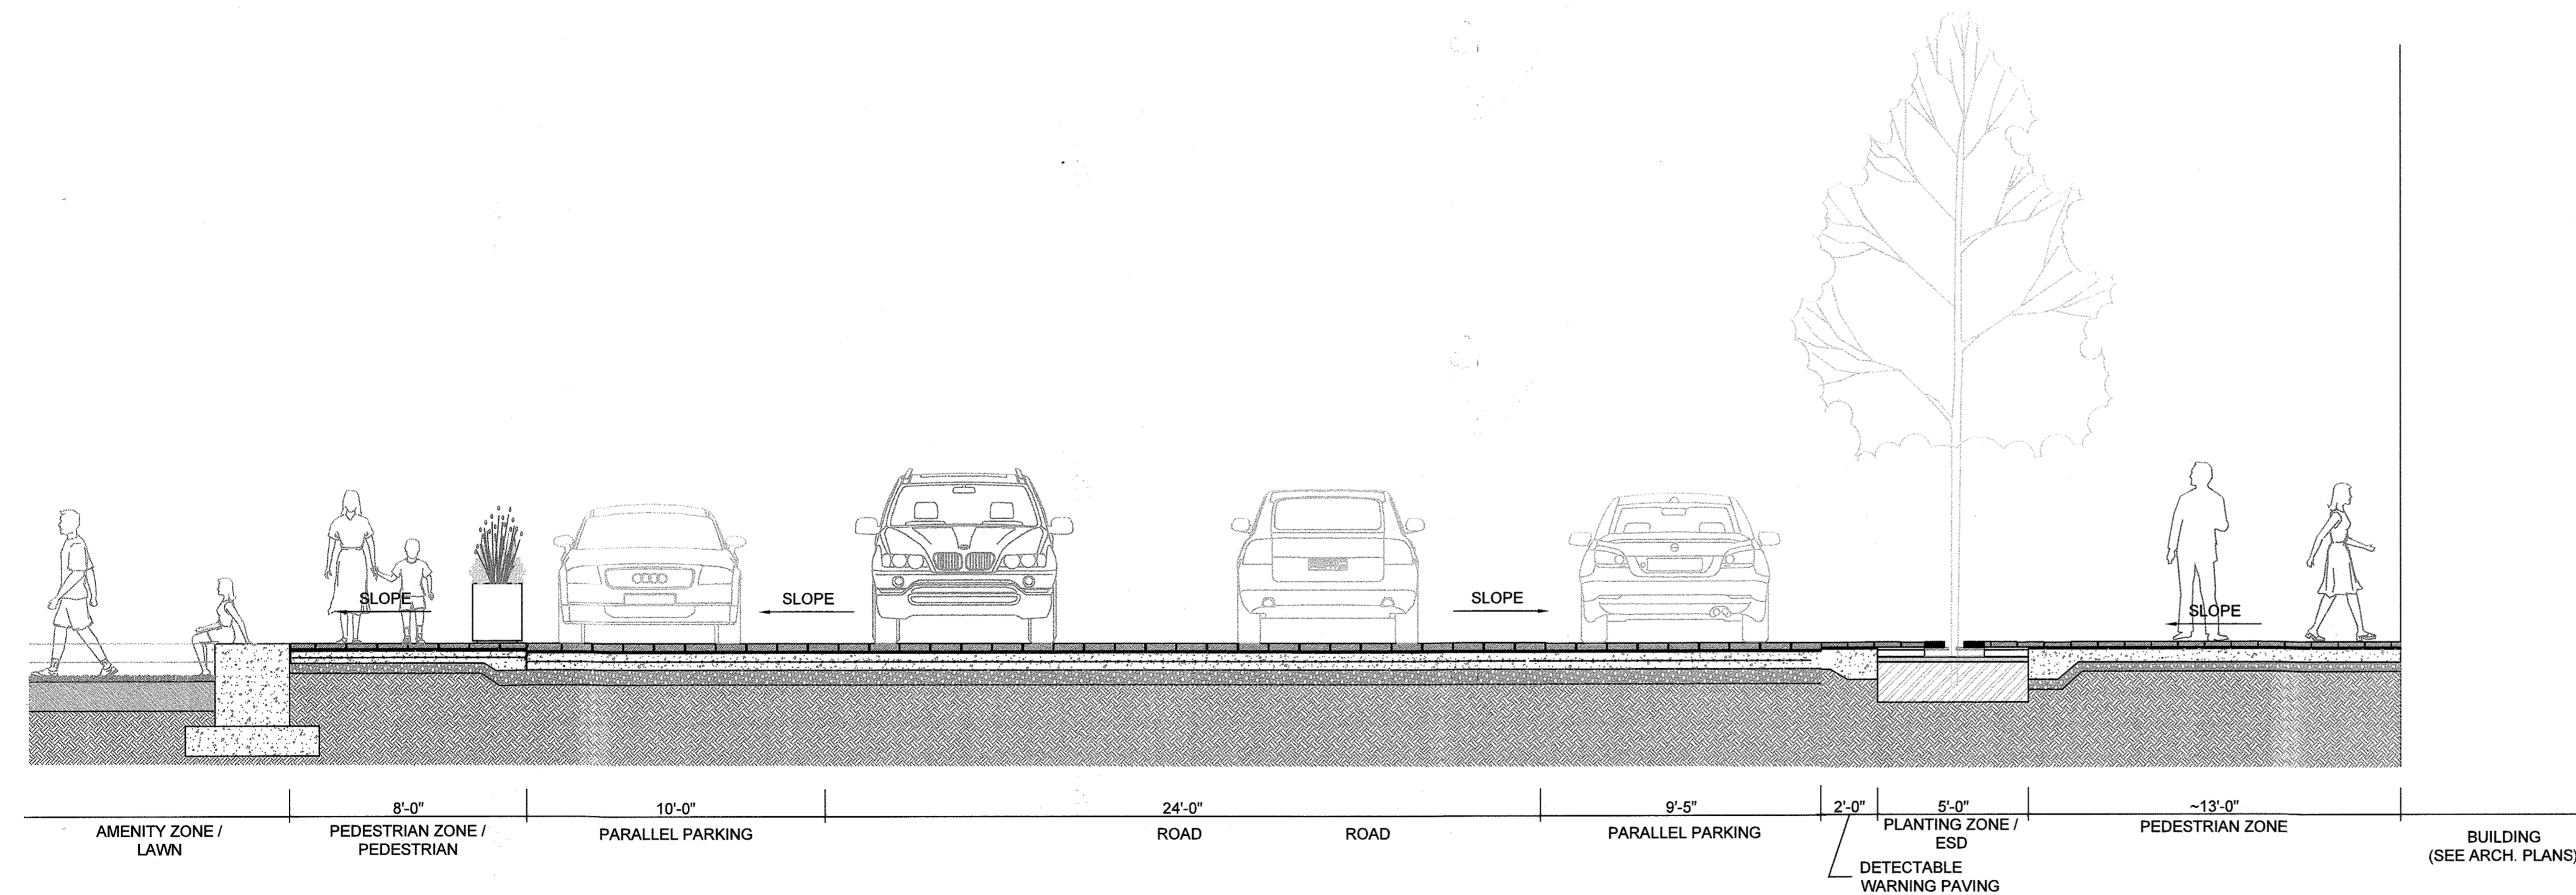 SLOPE
SLOPE
SLOPE
SLOPE
8'-0"
10'-0"
24'-0"
9'-5"
2'-0"
5'-0"
~13'-0"
AMENITY ZONE /
LAWN
PEDESTRIAN ZONE /
PEDESTRIAN
PARALLEL PARKING
ROAD
ROAD
PARALLEL PARKING
PLANTING ZONE /
ESD
PEDESTRIAN ZONE
BUILDING
(SEE ARCH. PLANS)
DETECTABLE
WARNING PAVING